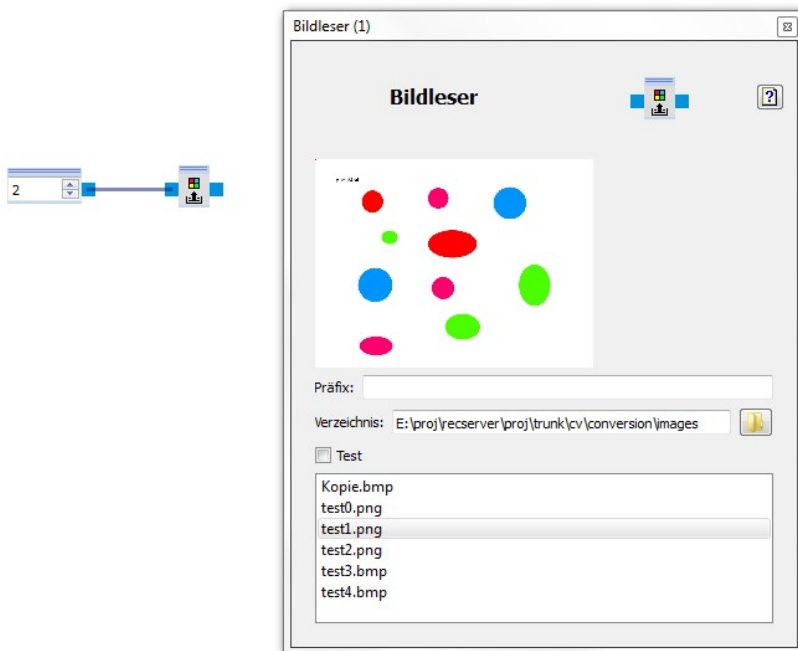 Bildleser (1)
Bildleser
2
Präfix:
Verzeichnis: E:\proj\recserver\proj\trunk\cv\conversion\images
Test
Kopie.bmp
test0.png
test1.png
test2.png
test3.bmp
test4.bmp